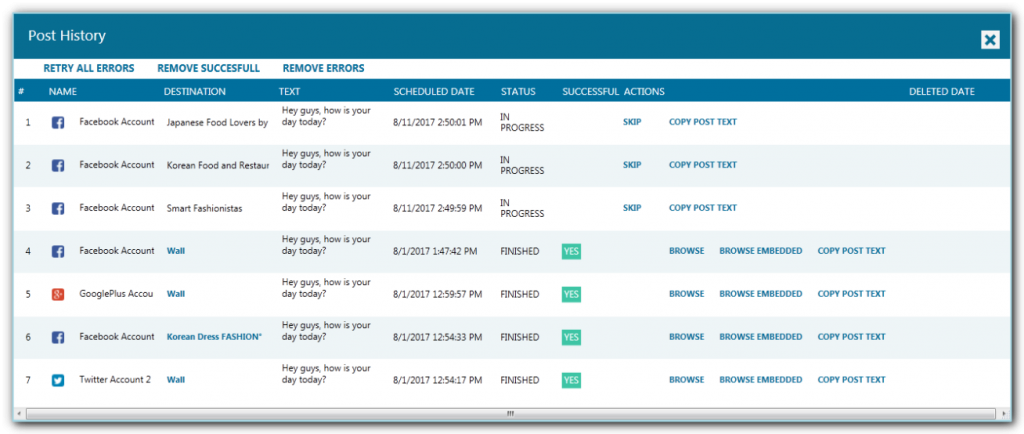 Post History
RETRY ALL ERRORS REMOVE SUCCESFULL REMOVE ERRORS
# NAME DESTINATION TEXT SCHEDULED DATE STATUS SUCCESSFUL ACTIONS DELETED DATE
1 Facebook Account Japanese Food Lovers by Hey guys, how is your day today? 8/11/2017 2:50:01 PM IN PROGRESS SKIP COPY POST TEXT
2 Facebook Account Korean Food and Restaur Hey guys, how is your day today? 8/11/2017 2:50:00 PM IN PROGRESS SKIP COPY POST TEXT
3 Facebook Account Smart Fashionistas Hey guys, how is your day today? 8/11/2017 2:49:59 PM IN PROGRESS SKIP COPY POST TEXT
4 Facebook Account Wall Hey guys, how is your day today? 8/1/2017 1:47:42 PM FINISHED YES BROWSE BROWSE EMBEDDED COPY POST TEXT
5 GooglePlus Accou Wall Hey guys, how is your day today? 8/1/2017 12:59:57 PM FINISHED YES BROWSE BROWSE EMBEDDED COPY POST TEXT
6 Facebook Account Korean Dress FASHION" Hey guys, how is your day today? 8/1/2017 12:54:33 PM FINISHED YES BROWSE BROWSE EMBEDDED COPY POST TEXT
7 Twitter Account 2 Wall Hey guys, how is your day today? 8/1/2017 12:54:17 PM FINISHED YES BROWSE BROWSE EMBEDDED COPY POST TEXT